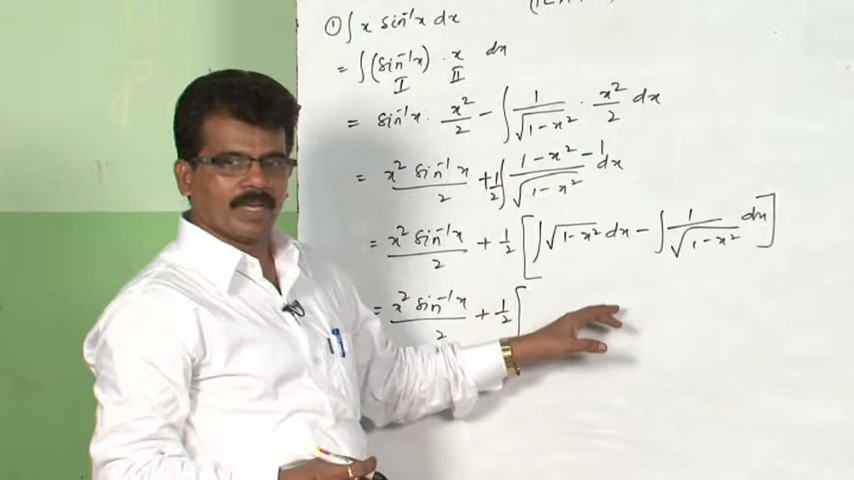 ① ∫ x sin⁻¹x dx
= ∫ (sin⁻¹x) · x dx
I II
= sin⁻¹x · x²/2 − ∫ 1/√(1−x²) · x²/2 dx
= x² sin⁻¹x/2 + 1/2 ∫ (1−x²−1)/√(1−x²) dx
= x² sin⁻¹x/2 + 1/2 [∫ √(1−x²) dx − ∫ 1/√(1−x²) dx]
= x² sin⁻¹x/2 + 1/2 [